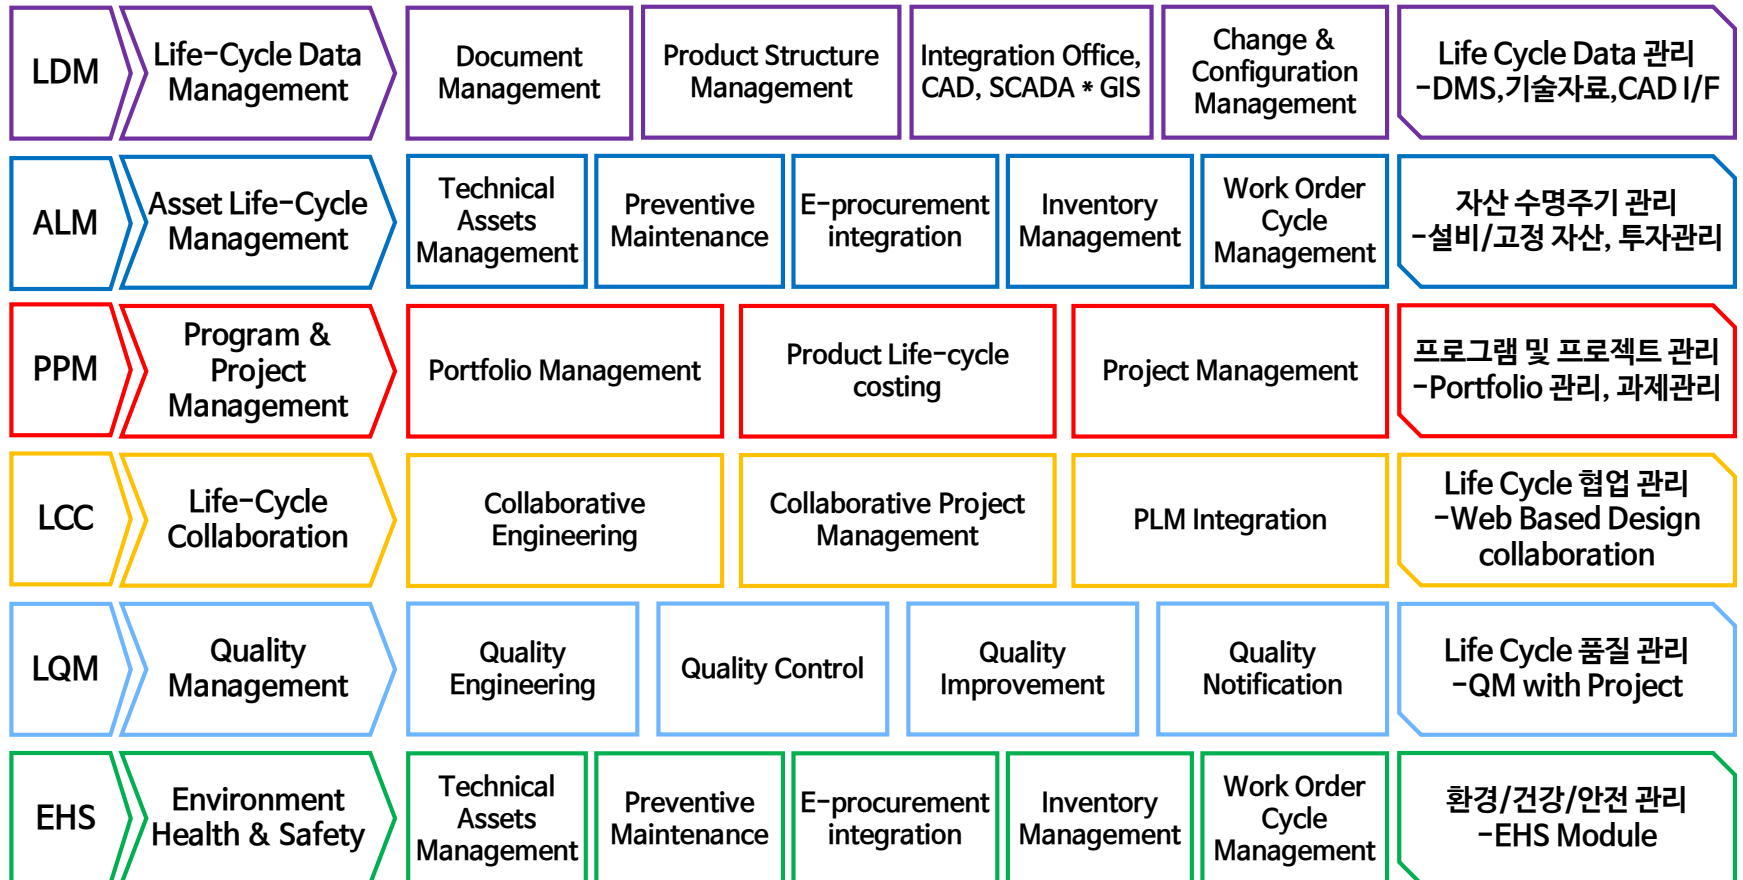 LDM
Life-Cycle Data
Management
Document
Management
Product Structure
Management
Integration Office,
CAD, SCADA * GIS
Change &
Configuration
Management
Life Cycle Data 관리
-DMS,기술자료,CAD I/F
ALM
Asset Life-Cycle
Management
Technical
Assets
Management
Preventive
Maintenance
E-procurement
integration
Inventory
Management
Work Order
Cycle
Management
자산 수명주기 관리
-설비/고정 자산, 투자관리
PPM
Program &
Project
Management
Portfolio Management
Product Life-cycle
costing
Project Management
프로그램 및 프로젝트 관리
-Portfolio 관리, 과제관리
LCC
Life-Cycle
Collaboration
Collaborative
Engineering
Collaborative Project
Management
PLM Integration
Life Cycle 협업 관리
-Web Based Design
collaboration
LQM
Quality
Management
Quality
Engineering
Quality Control
Quality
Improvement
Quality
Notification
Life Cycle 품질 관리
-QM with Project
EHS
Environment
Health & Safety
Technical
Assets
Management
Preventive
Maintenance
E-procurement
integration
Inventory
Management
Work Order
Cycle
Management
환경/건강/안전 관리
-EHS Module